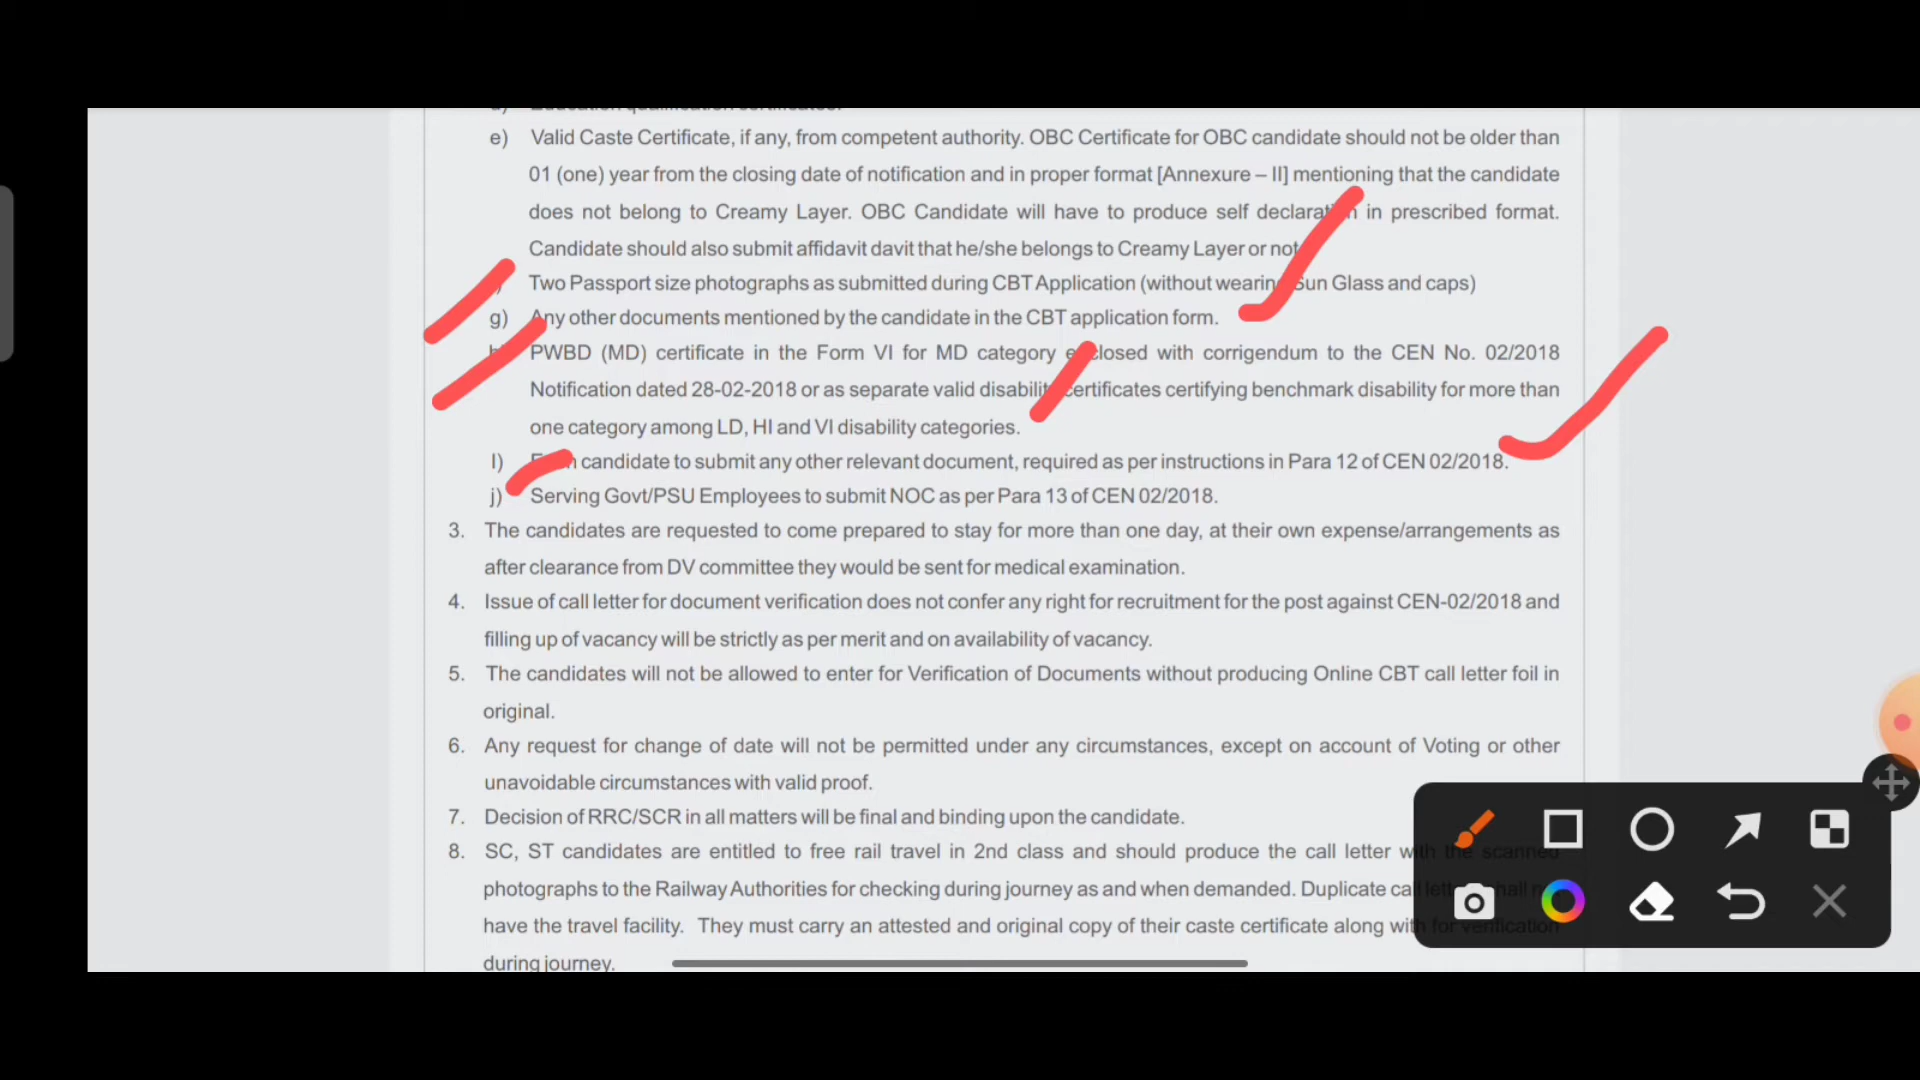 e) Valid Caste Certificate, if any, from competent authority. OBC Certificate for OBC candidate should not be older than
01 (one) year from the closing date of notification and in proper format [Annexure – II] mentioning that the candidate
does not belong to Creamy Layer. OBC Candidate will have to produce self declaration in prescribed format.
Candidate should also submit affidavit davit that he/she belongs to Creamy Layer or not
Two Passport size photographs as submitted during CBT Application (without wearing Sun Glass and caps)
g) Any other documents mentioned by the candidate in the CBT application form.
PWBD (MD) certificate in the Form VI for MD category enclosed with corrigendum to the CEN No. 02/2018
Notification dated 28-02-2018 or as separate valid disability certificates certifying benchmark disability for more than
one category among LD, HI and VI disability categories.
I) candidate to submit any other relevant document, required as per instructions in Para 12 of CEN 02/2018.
j) Serving Govt/PSU Employees to submit NOC as per Para 13 of CEN 02/2018.
3. The candidates are requested to come prepared to stay for more than one day, at their own expense/arrangements as
after clearance from DV committee they would be sent for medical examination.
4. Issue of call letter for document verification does not confer any right for recruitment for the post against CEN-02/2018 and
filling up of vacancy will be strictly as per merit and on availability of vacancy.
5. The candidates will not be allowed to enter for Verification of Documents without producing Online CBT call letter foil in
original.
6. Any request for change of date will not be permitted under any circumstances, except on account of Voting or other
unavoidable circumstances with valid proof.
7. Decision of RRC/SCR in all matters will be final and binding upon the candidate.
8. SC, ST candidates are entitled to free rail travel in 2nd class and should produce the call letter with the scanned
photographs to the Railway Authorities for checking during journey as and when demanded. Duplicate call letter shall
have the travel facility. They must carry an attested and original copy of their caste certificate along with for verification
during journey.